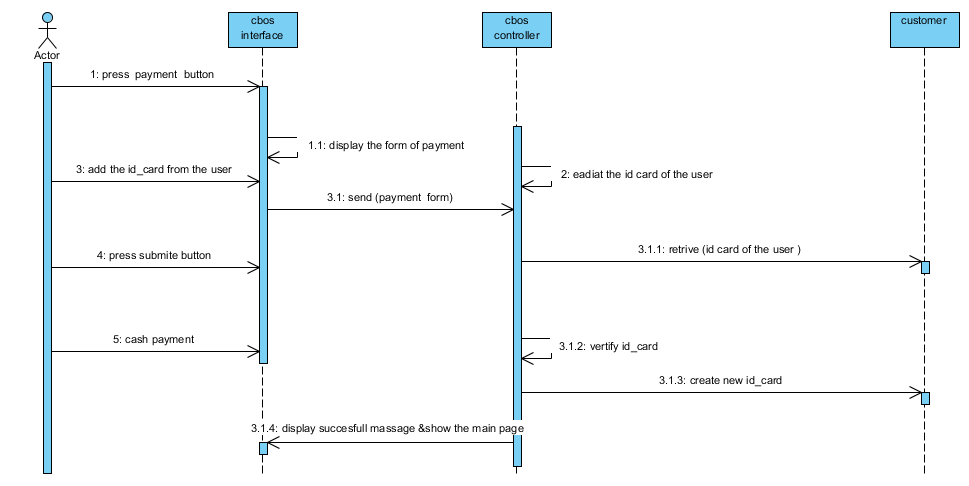 cbos
interface
cbos
controller
customer
Actor
1: press payment button
1.1: display the form of payment
3: add the id_card from the user
2: eadiat the id card of the user
3.1: send (payment form)
3.1.1: retrive (id card of the user )
4: press submite button
5: cash payment
3.1.2: vertify id_card
3.1.3: create new id_card
3.1.4: display succesfull massage &show the main page